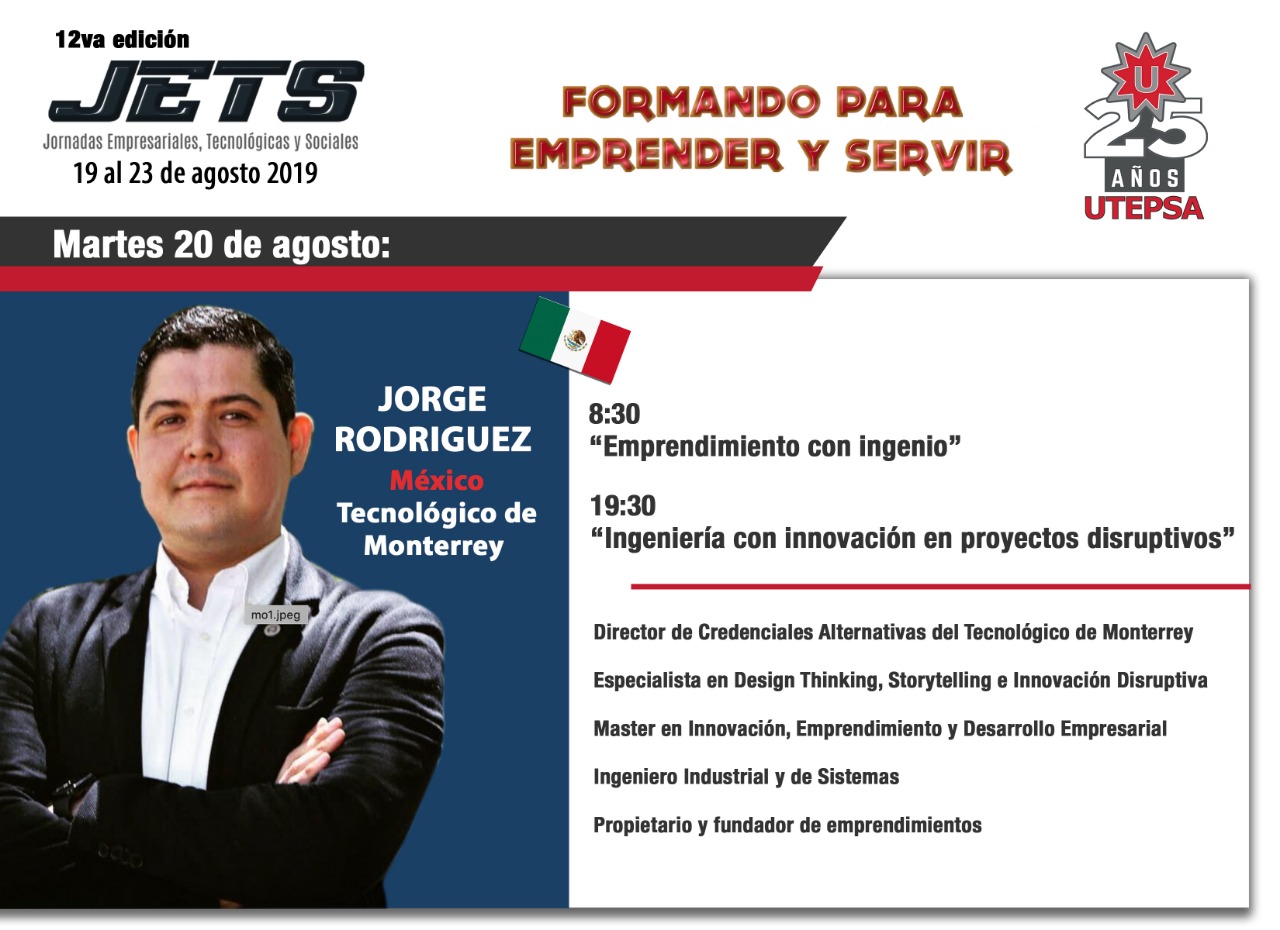 12va edición
JETS
Jornadas Empresariales, Tecnológicas y Sociales
19 al 23 de agosto 2019
FORMANDO PARA
EMPRENDER Y SERVIR
U
25
AÑOS
UTEPSA
Martes 20 de agosto:
JORGE
RODRIGUEZ
México
Tecnológico de
Monterrey
mo1.jpeg
8:30
“Emprendimiento con ingenio”
19:30
“Ingeniería con innovación en proyectos disruptivos”
Director de Credenciales Alternativas del Tecnológico de Monterrey
Especialista en Design Thinking, Storytelling e Innovación Disruptiva
Master en Innovación, Emprendimiento y Desarrollo Empresarial
Ingeniero Industrial y de Sistemas
Propietario y fundador de emprendimientos